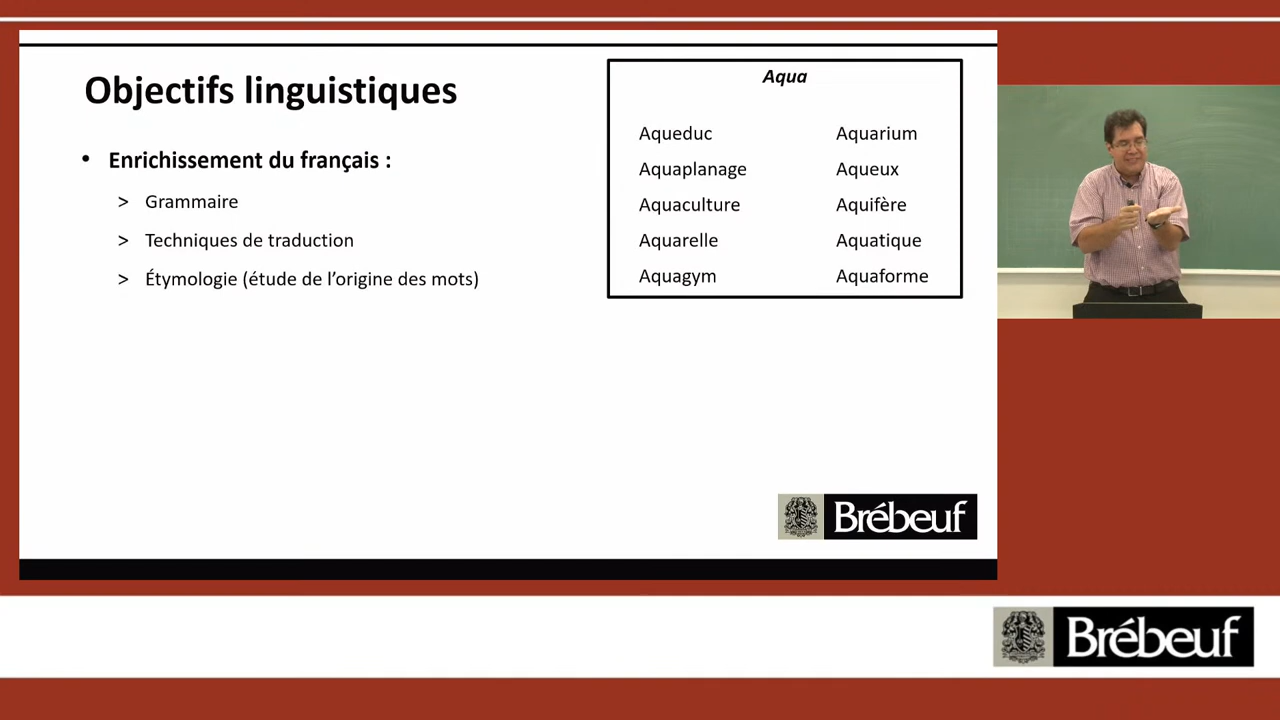 Objectifs linguistiques
• Enrichissement du français :
> Grammaire
> Techniques de traduction
> Étymologie (étude de l'origine des mots)
Aqua
Aqueduc Aquarium
Aquaplanage Aqueux
Aquaculture Aquifère
Aquarelle Aquatique
Aquagym Aquaforme
Brébeuf
Brébeuf